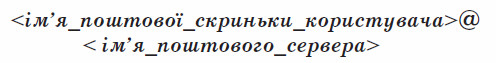 <ім’я_поштової_скриньки_користувача>@
< ім’я_поштового_сервера>